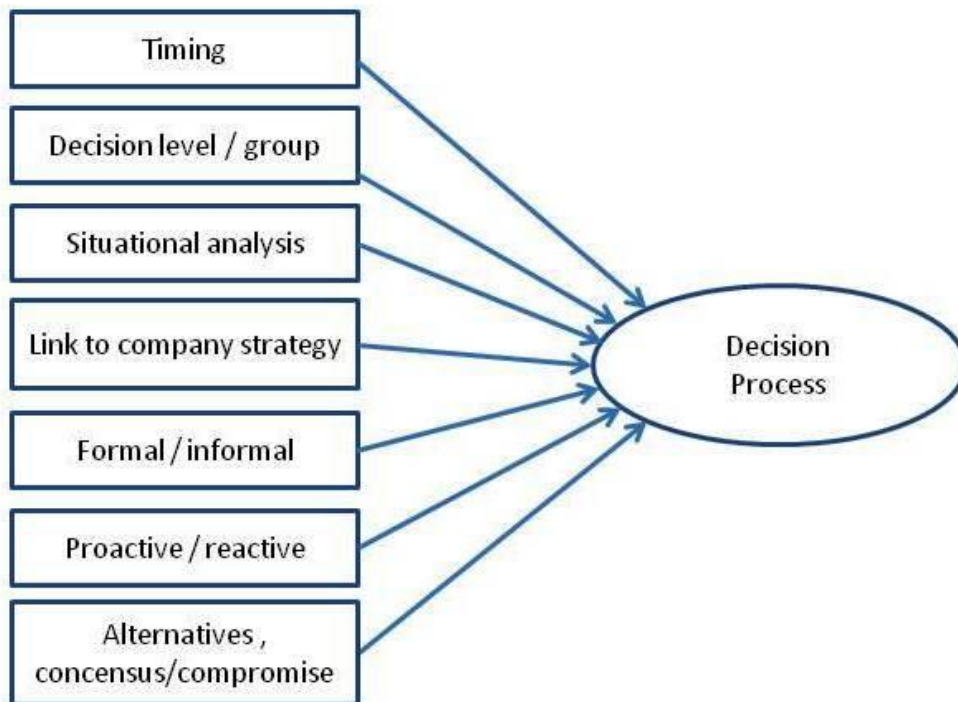 Timing
Decision level / group
Situational analysis
Link to company strategy
Formal / informal
Proactive / reactive
Alternatives ,
concensus/compromise
Decision
Process